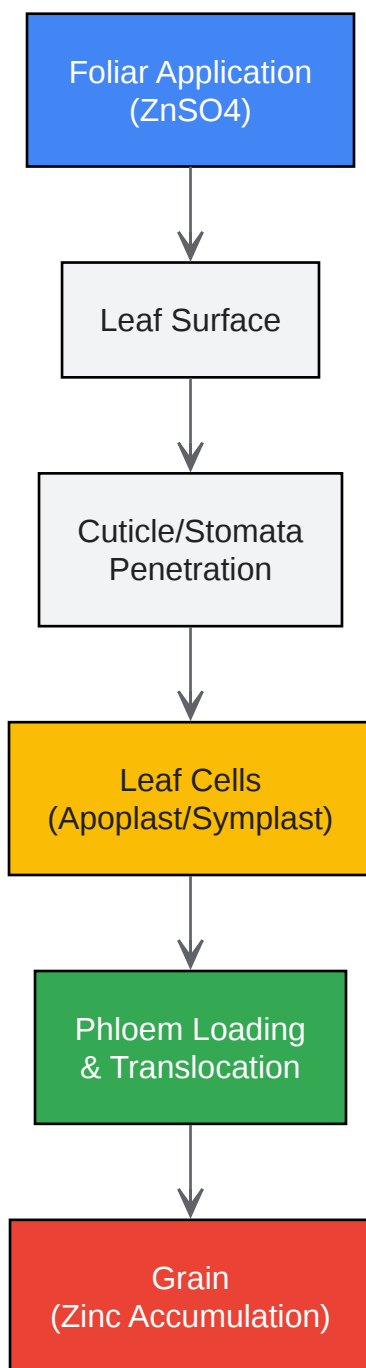 Foliar Application
(ZnSO4)
Leaf Surface
Cuticle/Stomata
Penetration
Leaf Cells
(Apoplast/Symplast)
Phloem Loading
& Translocation
Grain
(Zinc Accumulation)